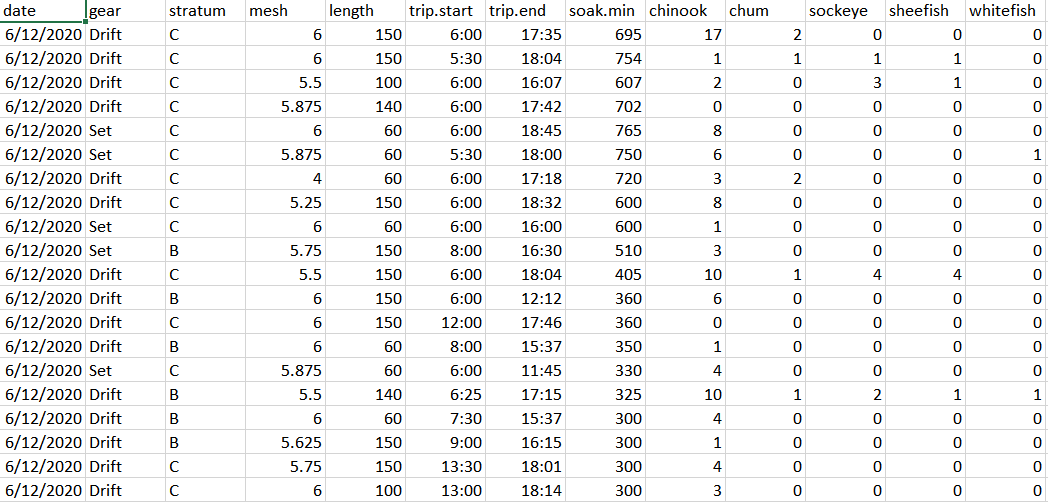 date gear stratum mesh length trip.start trip.end soak.min chinook chum sockeye sheefish whitefish
6/12/2020 Drift C 6 150 6:00 17:35 695 17 2 0 0 0
6/12/2020 Drift C 6 150 5:30 18:04 754 1 1 1 1 0
6/12/2020 Drift C 5.5 100 6:00 16:07 607 2 0 3 1 0
6/12/2020 Drift C 5.875 140 6:00 17:42 702 0 0 0 0 0
6/12/2020 Set C 6 60 6:00 18:45 765 8 0 0 0 0
6/12/2020 Set C 5.875 60 5:30 18:00 750 6 0 0 0 1
6/12/2020 Drift C 4 60 6:00 17:18 720 3 2 0 0 0
6/12/2020 Drift C 5.25 150 6:00 18:32 600 8 0 0 0 0
6/12/2020 Set C 6 60 6:00 16:00 600 1 0 0 0 0
6/12/2020 Set B 5.75 150 8:00 16:30 510 3 0 0 0 0
6/12/2020 Drift C 5.5 150 6:00 18:04 405 10 1 4 4 0
6/12/2020 Drift B 6 150 6:00 12:12 360 6 0 0 0 0
6/12/2020 Drift C 6 150 12:00 17:46 360 0 0 0 0 0
6/12/2020 Drift B 6 60 8:00 15:37 350 1 0 0 0 0
6/12/2020 Set C 5.875 60 6:00 11:45 330 4 0 0 0 0
6/12/2020 Drift B 5.5 140 6:25 17:15 325 10 1 2 1 1
6/12/2020 Drift B 6 60 7:30 15:37 300 4 0 0 0 0
6/12/2020 Drift B 5.625 150 9:00 16:15 300 1 0 0 0 0
6/12/2020 Drift C 5.75 150 13:30 18:01 300 4 0 0 0 0
6/12/2020 Drift C 6 100 13:00 18:14 300 3 0 0 0 0